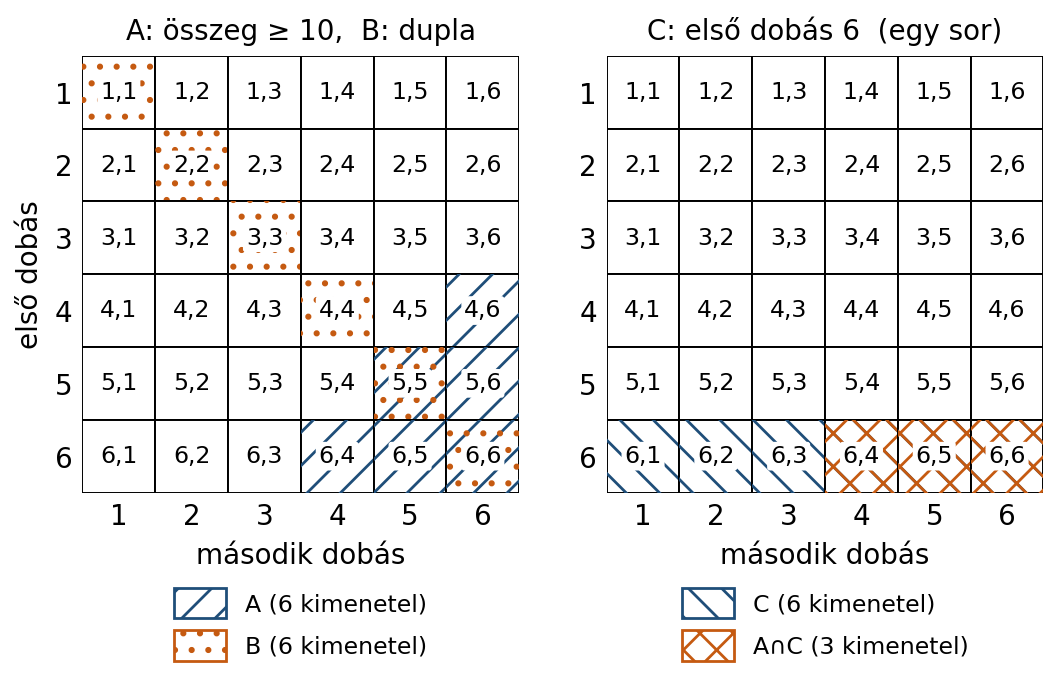 A: összeg ≥ 10, B: dupla
első dobás
1 1,1 1,2 1,3 1,4 1,5 1,6
2 2,1 2,2 2,3 2,4 2,5 2,6
3 3,1 3,2 3,3 3,4 3,5 3,6
4 4,1 4,2 4,3 4,4 4,5 4,6
5 5,1 5,2 5,3 5,4 5,5 5,6
6 6,1 6,2 6,3 6,4 6,5 6,6
1 2 3 4 5 6
második dobás
A (6 kimenetel)
B (6 kimenetel)
C: első dobás 6 (egy sor)
1 1,1 1,2 1,3 1,4 1,5 1,6
2 2,1 2,2 2,3 2,4 2,5 2,6
3 3,1 3,2 3,3 3,4 3,5 3,6
4 4,1 4,2 4,3 4,4 4,5 4,6
5 5,1 5,2 5,3 5,4 5,5 5,6
6 6,1 6,2 6,3 6,4 6,5 6,6
1 2 3 4 5 6
második dobás
C (6 kimenetel)
A∩C (3 kimenetel)